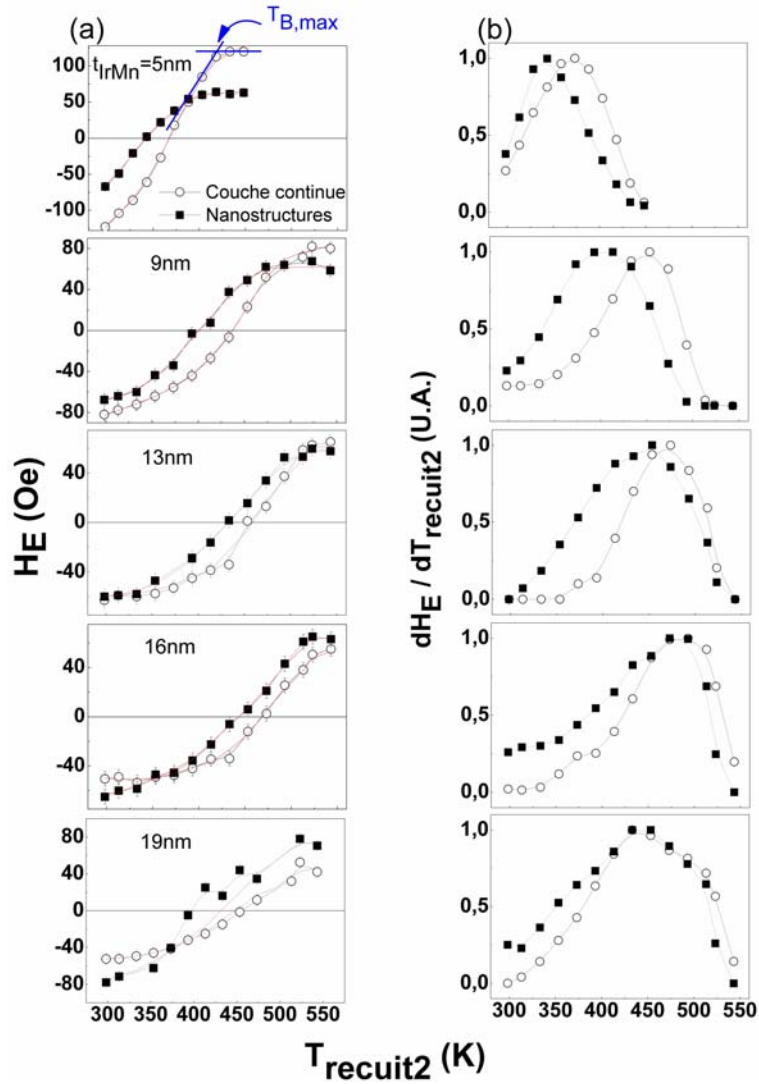 (a)
T_B,max
(b)
t_IrMn=5nm
100
50
0
-50
-100
Couche continue
Nanostructures
1,0
0,5
0,0
9nm
80
40
0
-40
-80
1,0
0,5
0,0
13nm
40
0
-40
1,0
0,5
0,0
16nm
40
0
-40
1,0
0,5
0,0
19nm
80
40
0
-40
-80
1,0
0,5
0,0
H_E (Oe)
dH_E / dT_recuit2 (U.A.)
300 350 400 450 500 550
300 350 400 450 500 550
T_recuit2 (K)